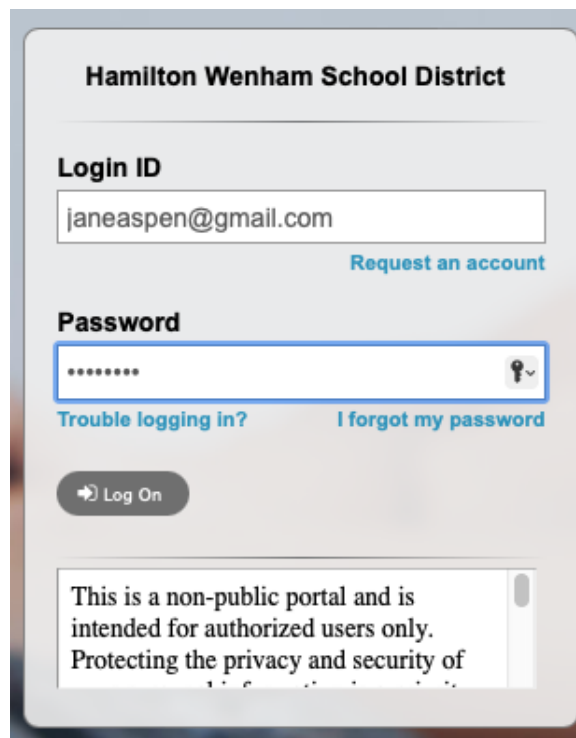 Hamilton Wenham School District
Login ID
janeaspen@gmail.com
Request an account
Password
••••••••
Trouble logging in? I forgot my password
Log On
This is a non-public portal and is
intended for authorized users only.
Protecting the privacy and security of